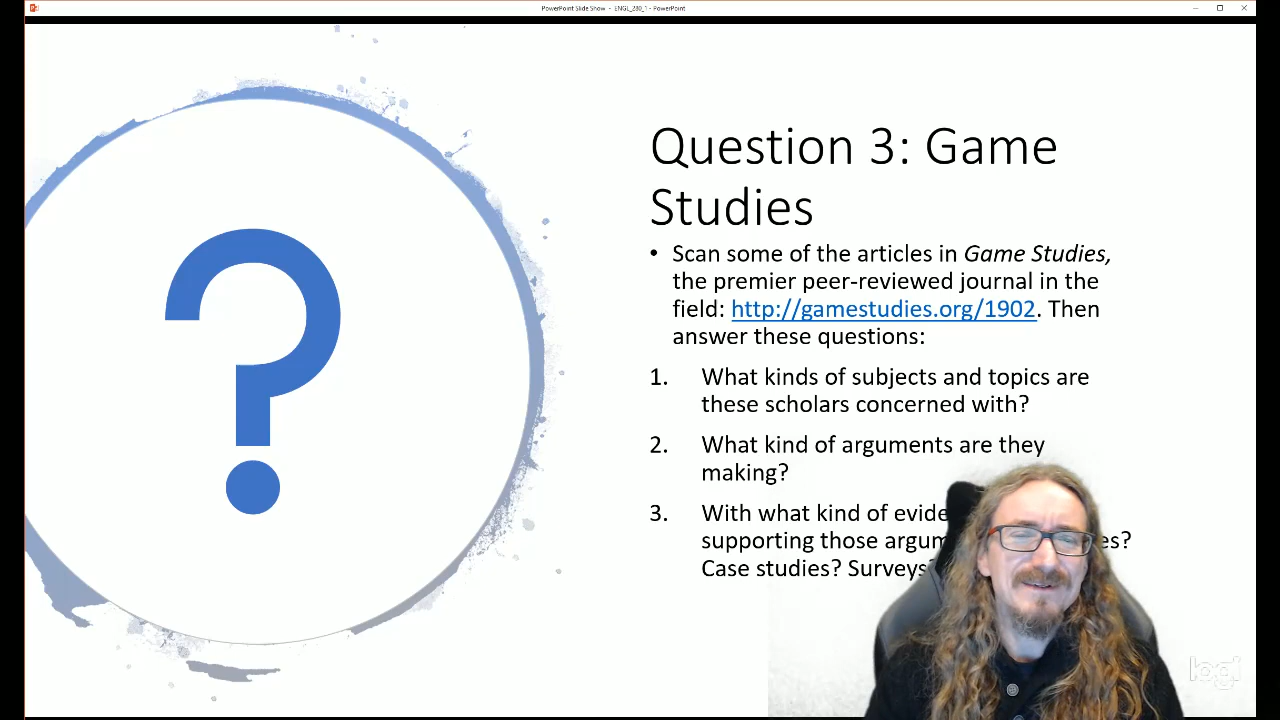 PowerPoint Slide Show - ENGL_280_1 - PowerPoint
Question 3: Game
Studies
• Scan some of the articles in Game Studies,
the premier peer-reviewed journal in the
field: http://gamestudies.org/1902. Then
answer these questions:
1. What kinds of subjects and topics are
these scholars concerned with?
2. What kind of arguments are they
making?
3. With what kind of
supporting those es?
Case studies? Surveys
logi